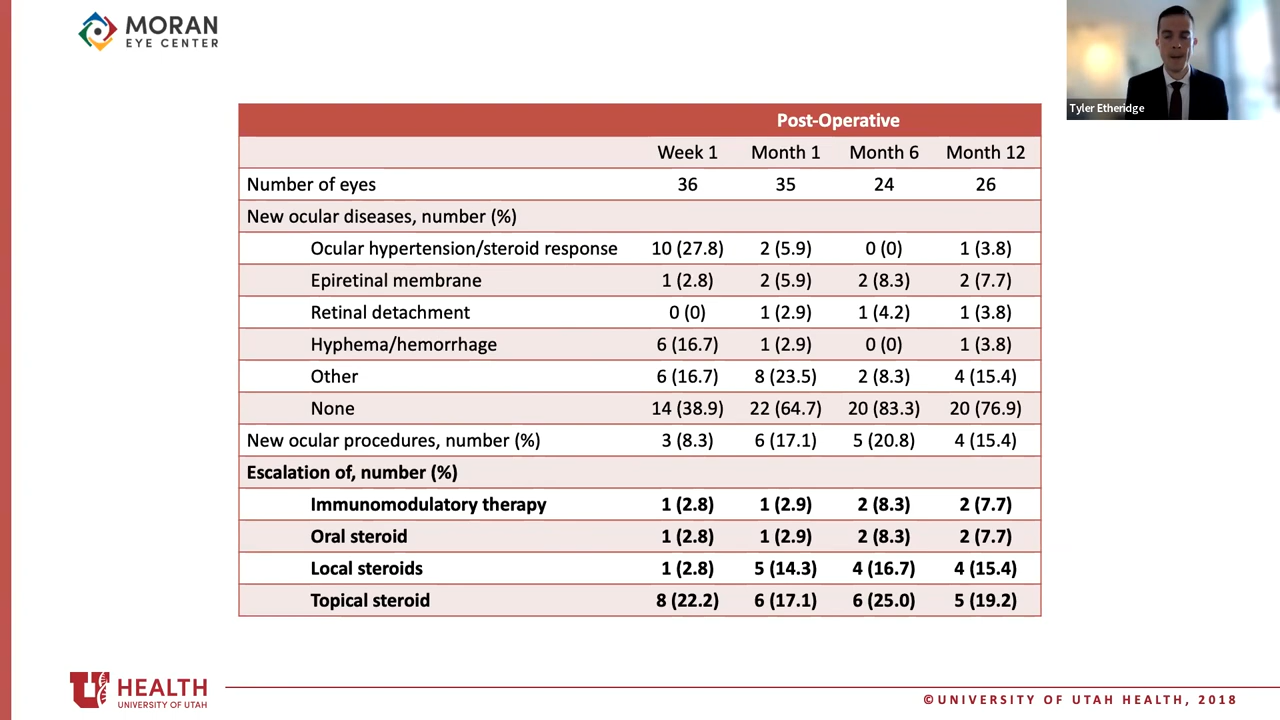 MORAN
EYE CENTER
Tyler Etheridge
Post-Operative
Week 1 Month 1 Month 6 Month 12
Number of eyes 36 35 24 26
New ocular diseases, number (%)
Ocular hypertension/steroid response 10 (27.8) 2 (5.9) 0 (0) 1 (3.8)
Epiretinal membrane 1 (2.8) 2 (5.9) 2 (8.3) 2 (7.7)
Retinal detachment 0 (0) 1 (2.9) 1 (4.2) 1 (3.8)
Hyphema/hemorrhage 6 (16.7) 1 (2.9) 0 (0) 1 (3.8)
Other 6 (16.7) 8 (23.5) 2 (8.3) 4 (15.4)
None 14 (38.9) 22 (64.7) 20 (83.3) 20 (76.9)
New ocular procedures, number (%) 3 (8.3) 6 (17.1) 5 (20.8) 4 (15.4)
Escalation of, number (%)
Immunomodulatory therapy 1 (2.8) 1 (2.9) 2 (8.3) 2 (7.7)
Oral steroid 1 (2.8) 1 (2.9) 2 (8.3) 2 (7.7)
Local steroids 1 (2.8) 5 (14.3) 4 (16.7) 4 (15.4)
Topical steroid 8 (22.2) 6 (17.1) 6 (25.0) 5 (19.2)
U HEALTH
UNIVERSITY OF UTAH
©UNIVERSITY OF UTAH HEALTH, 2018